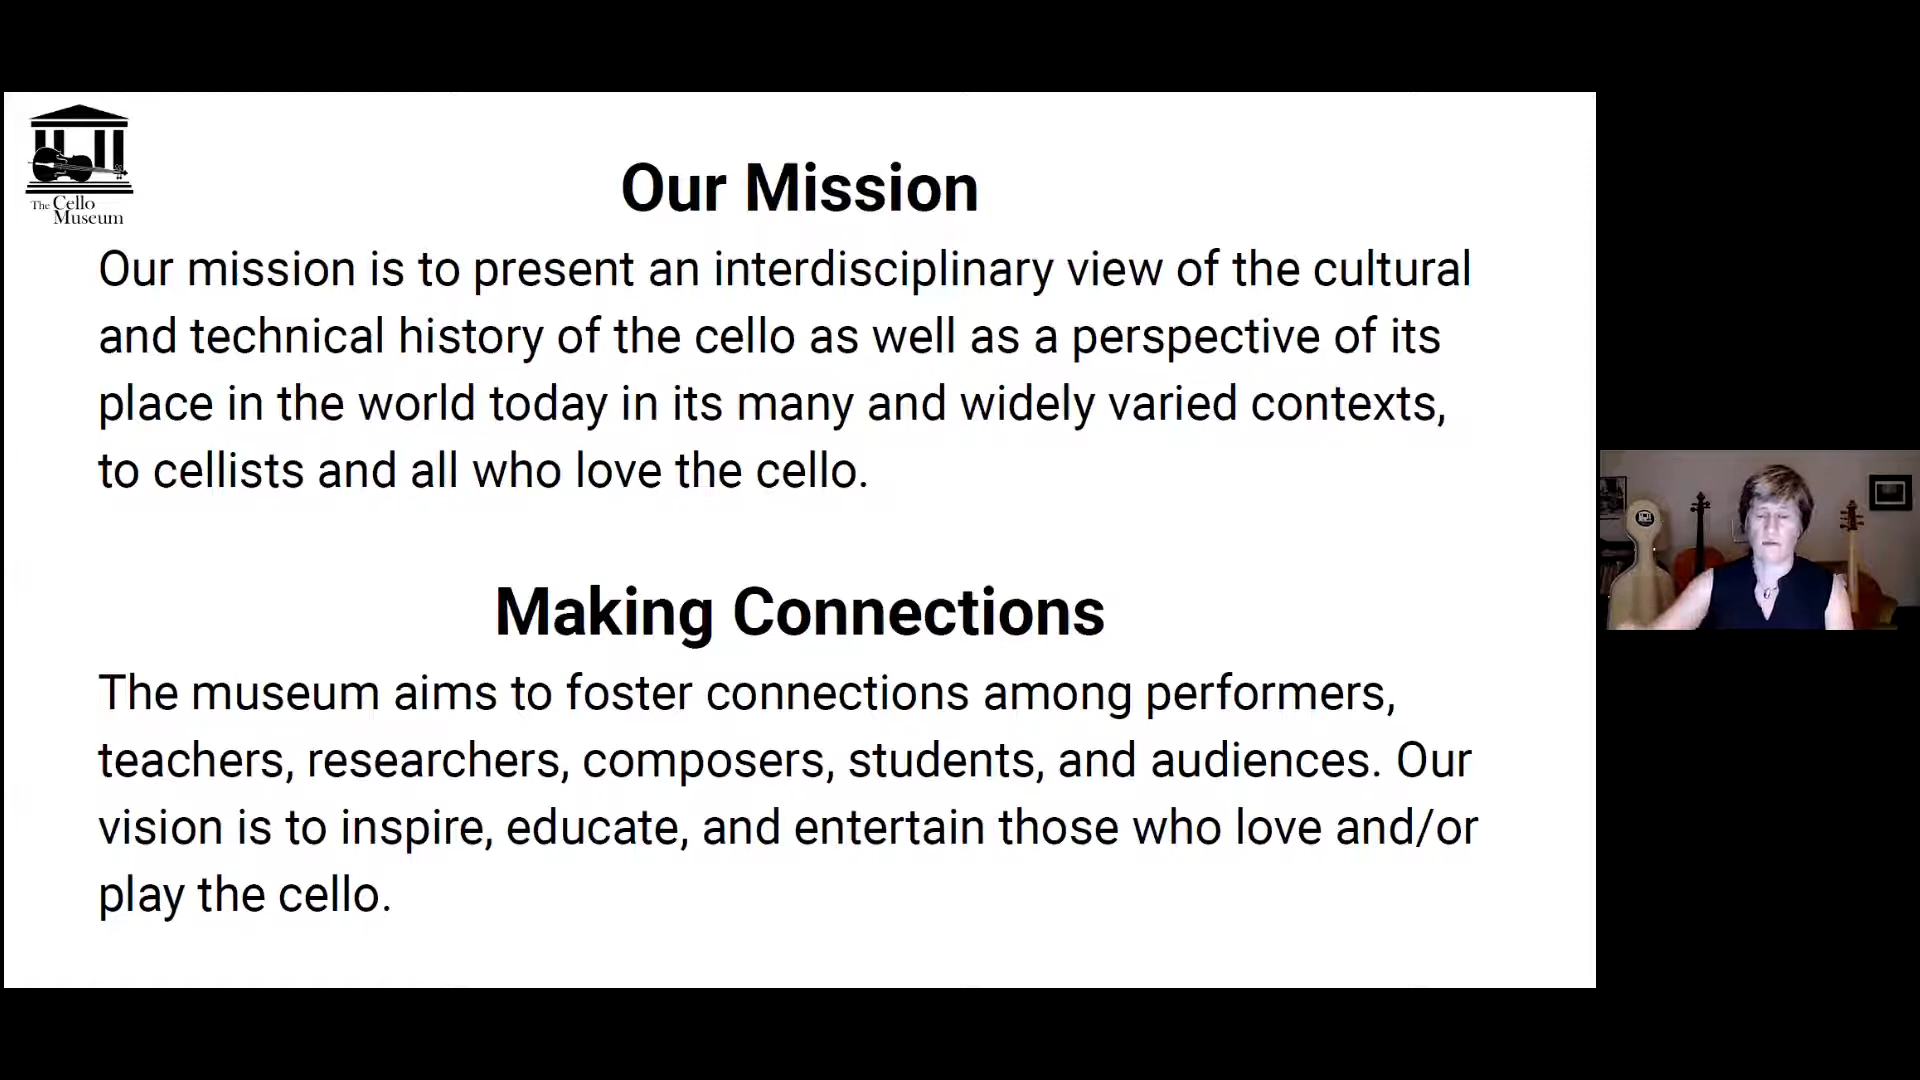 The Cello
Museum
Our Mission
Our mission is to present an interdisciplinary view of the cultural
and technical history of the cello as well as a perspective of its
place in the world today in its many and widely varied contexts,
to cellists and all who love the cello.
Making Connections
The museum aims to foster connections among performers,
teachers, researchers, composers, students, and audiences. Our
vision is to inspire, educate, and entertain those who love and/or
play the cello.